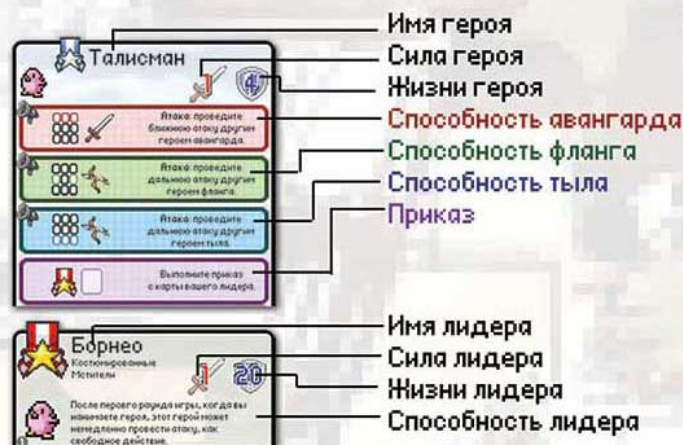 Имя героя
Талисман
Сила героя
1
4
Жизни героя
Атака: проведите
ближнюю атаку другим
героем авангарда.
Способность авангарда
Атака: проведите
дальнюю атаку другим
героем фланга.
Способность фланга
Атака: проведите
дальнюю атаку другим
героем тыла.
Способность тыла
Приказ
Выполните приказ
с карты вашего лидера.
Имя лидера
Борнео
Костюмированные
Мстители
Сила лидера
1
20
Жизни лидера
После первого раунда игры, когда вы
нанимаете героя, этот герой может
немедленно провести атаку, как
свободное действие.
Способность лидера